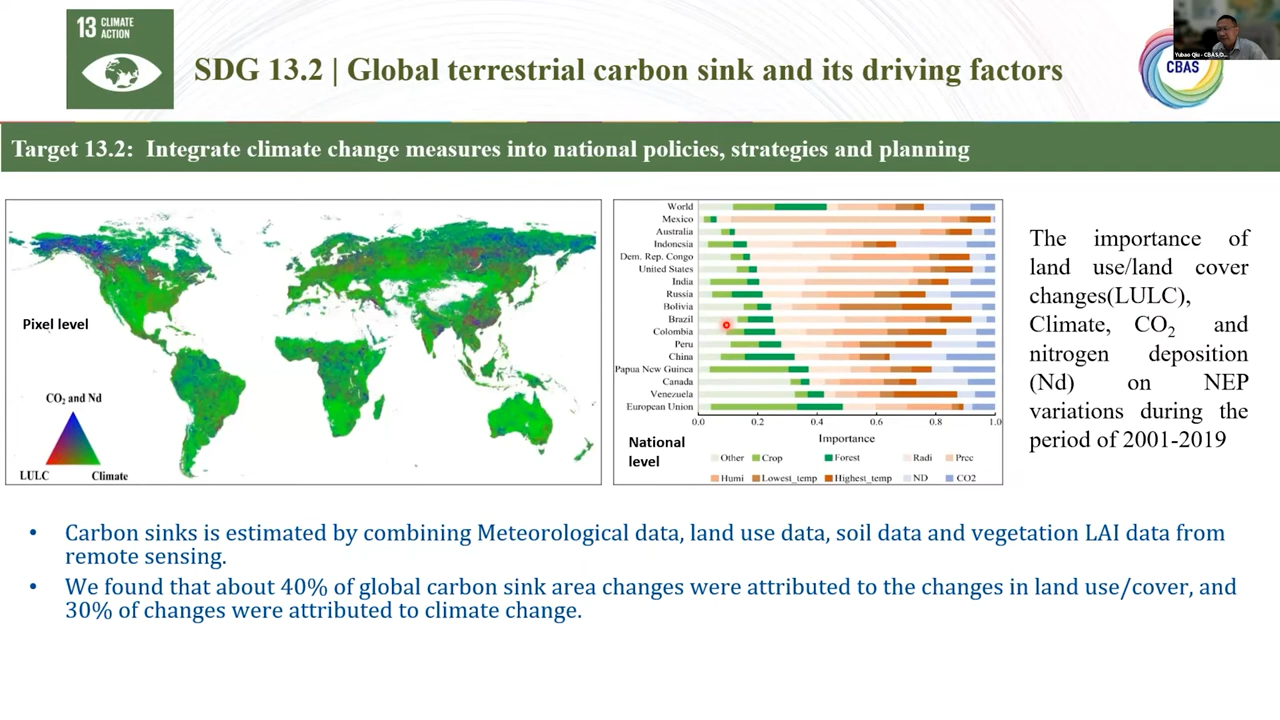 13 CLIMATE
ACTION
SDG 13.2 | Global terrestrial carbon sink and its driving factors
Yubao Qiu - CBAS/D...
CBAS
Target 13.2: Integrate climate change measures into national policies, strategies and planning
Pixel level
CO2 and Nd
LULC
Climate
World
Mexico
Australia
Indonesia
Dem. Rep. Congo
United States
India
Russia
Bolivia
Brazil
Colombia
Peru
China
Papua New Guinea
Canada
Venezuela
European Union
0.0 0.2 0.4 0.6 0.8 1.0
Importance
National
level
Other Crop Forest Radi Prec
Humi Lowest_temp Highest_temp ND CO2
The importance of
land use/land cover
changes(LULC),
Climate, CO2 and
nitrogen deposition
(Nd) on NEP
variations during the
period of 2001-2019
• Carbon sinks is estimated by combining Meteorological data, land use data, soil data and vegetation LAI data from
remote sensing.
• We found that about 40% of global carbon sink area changes were attributed to the changes in land use/cover, and
30% of changes were attributed to climate change.